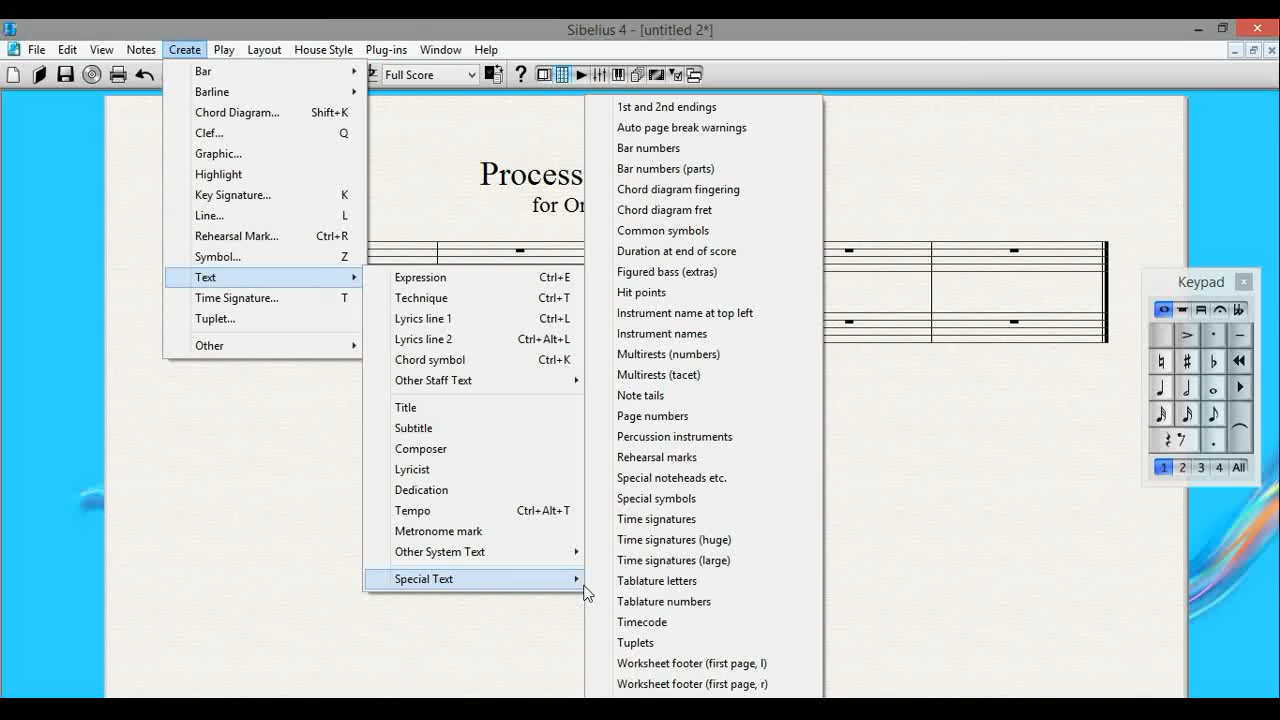 Sibelius 4 - [untitled 2*]
File Edit View Notes Create Play Layout House Style Plug-ins Window Help
Full Score
Bar
Barline
Chord Diagram... Shift+K
Clef... Q
Graphic...
Highlight
Key Signature... K
Line... L
Rehearsal Mark... Ctrl+R
Symbol... Z
Text
Time Signature... T
Tuplet...
Other
Expression Ctrl+E
Technique Ctrl+T
Lyrics line 1 Ctrl+L
Lyrics line 2 Ctrl+Alt+L
Chord symbol Ctrl+K
Other Staff Text
Title
Subtitle
Composer
Lyricist
Dedication
Tempo Ctrl+Alt+T
Metronome mark
Other System Text
Special Text
1st and 2nd endings
Auto page break warnings
Bar numbers
Bar numbers (parts)
Chord diagram fingering
Chord diagram fret
Common symbols
Duration at end of score
Figured bass (extras)
Hit points
Instrument name at top left
Instrument names
Multirests (numbers)
Multirests (tacet)
Note tails
Page numbers
Percussion instruments
Rehearsal marks
Special noteheads etc.
Special symbols
Time signatures
Time signatures (huge)
Time signatures (large)
Tablature letters
Tablature numbers
Timecode
Tuplets
Worksheet footer (first page, l)
Worksheet footer (first page, r)
Process
for Or
Keypad
1 2 3 4 All